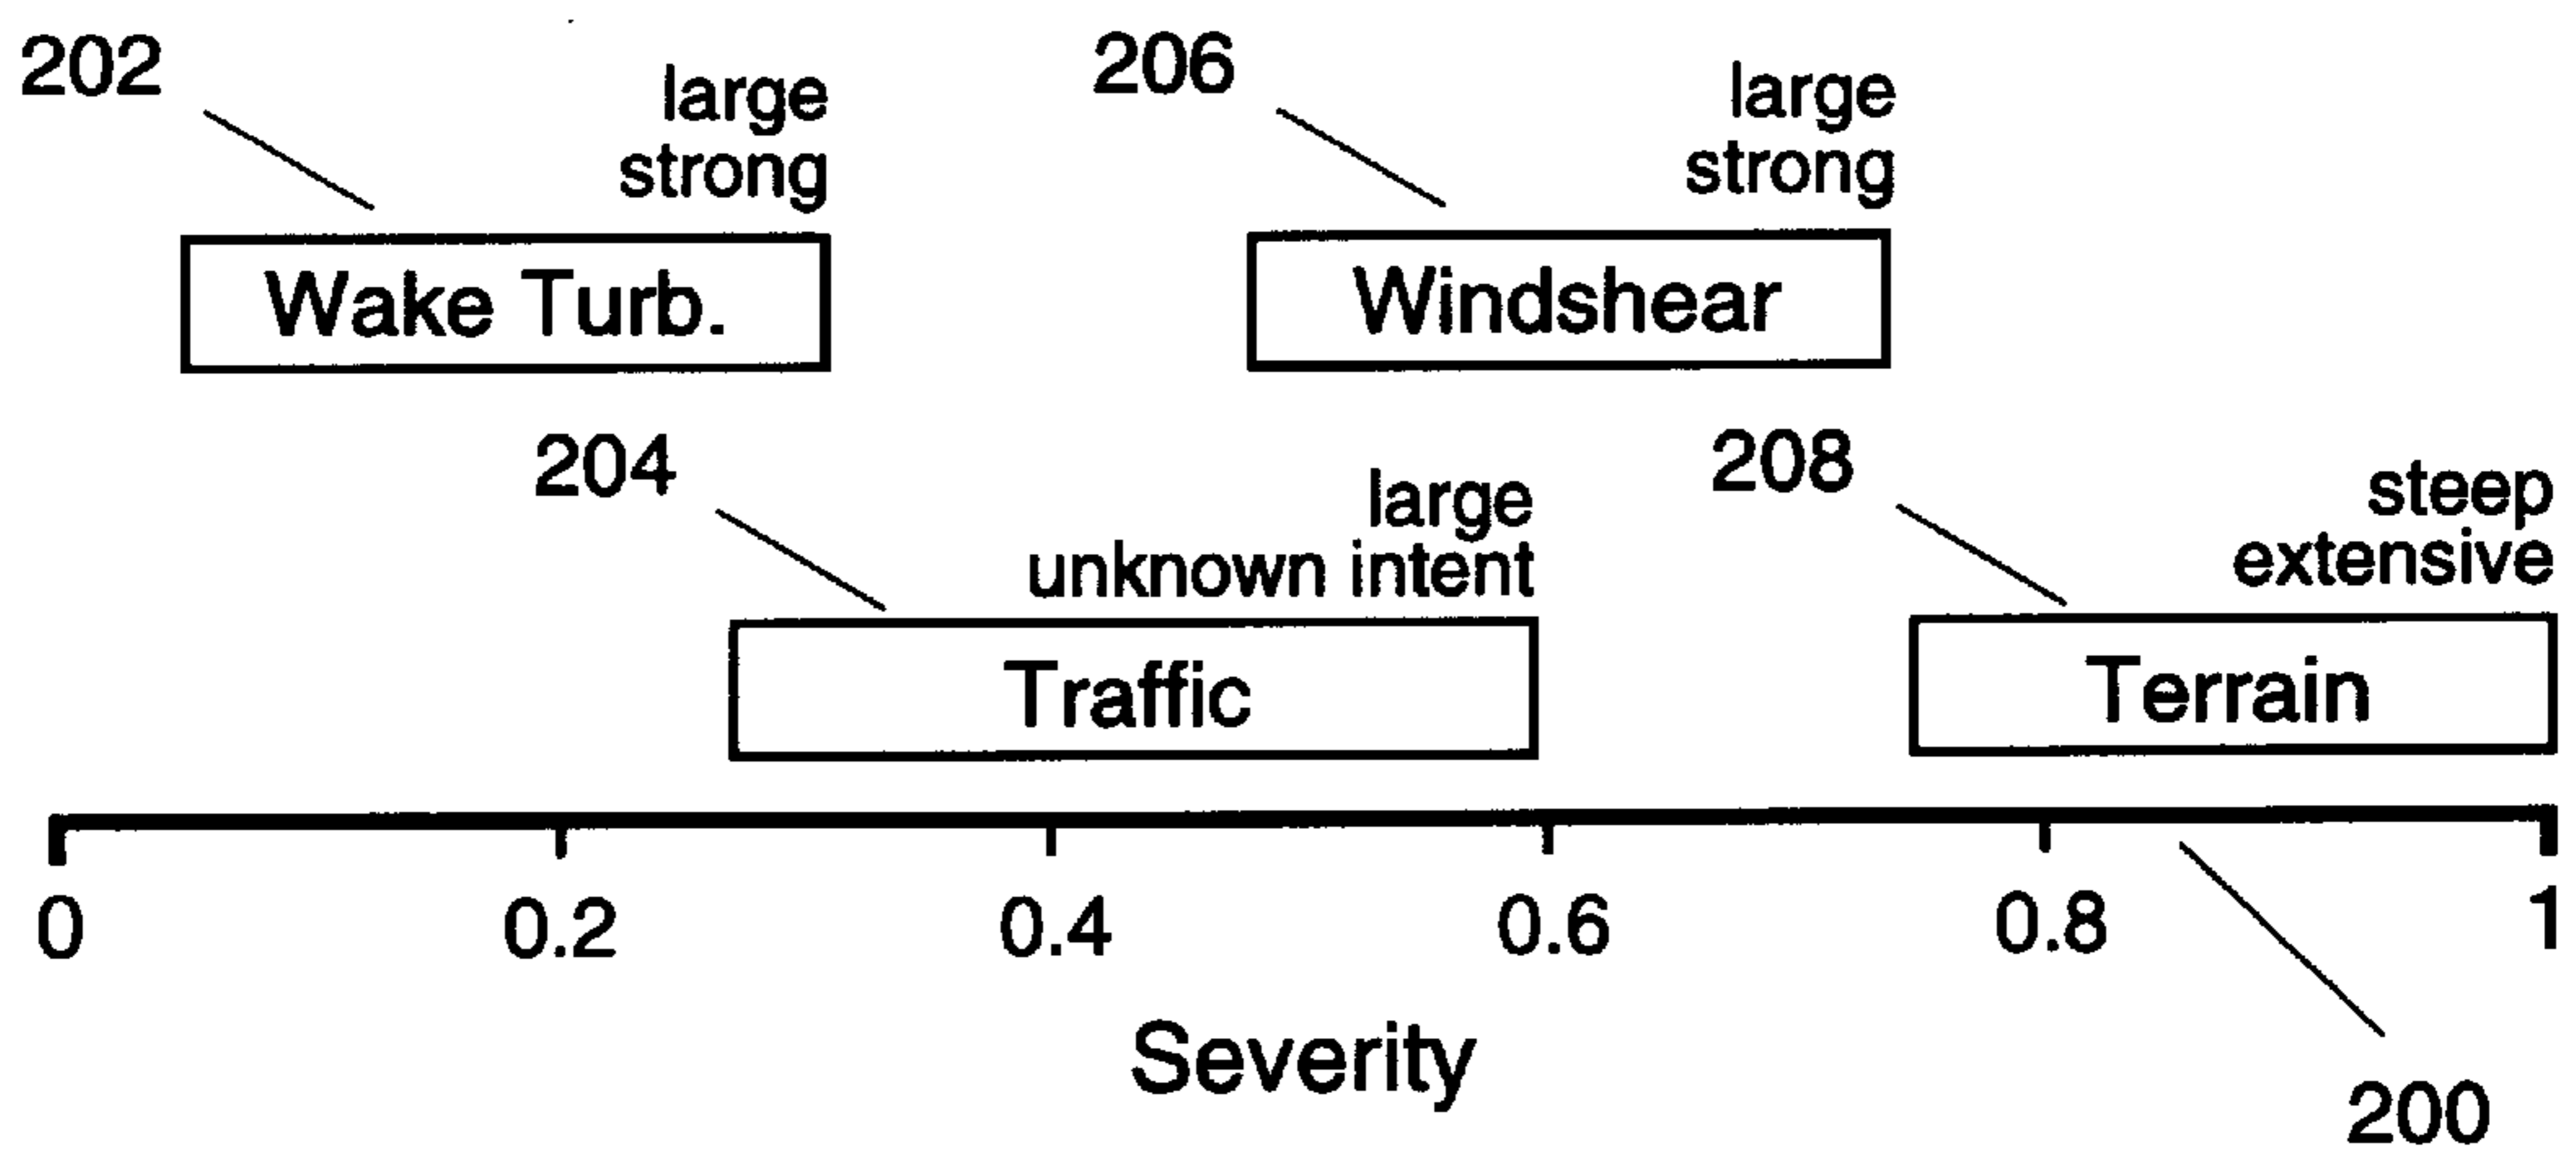 202
large
strong
206
large
strong
Wake Turb.
Windshear
204
large
unknown intent
208
steep
extensive
Traffic
Terrain
0 0.2 0.4 0.6 0.8 1
Severity
200